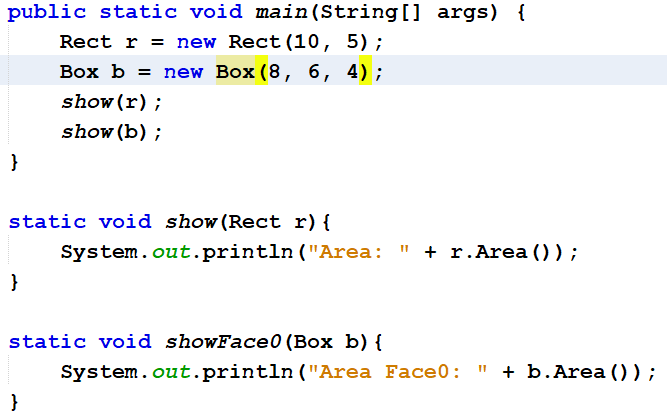 public static void main(String[] args) {
    Rect r = new Rect(10, 5);
    Box b = new Box(8, 6, 4);
    show(r);
    show(b);
}

static void show(Rect r){
    System.out.println("Area: " + r.Area());
}

static void showFace0(Box b){
    System.out.println("Area Face0: " + b.Area());
}